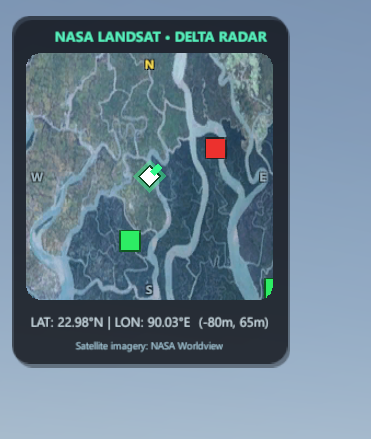 NASA LANDSAT • DELTA RADAR
N
W
E
S
LAT: 22.98°N | LON: 90.03°E (-80m, 65m)
Satellite imagery: NASA Worldview